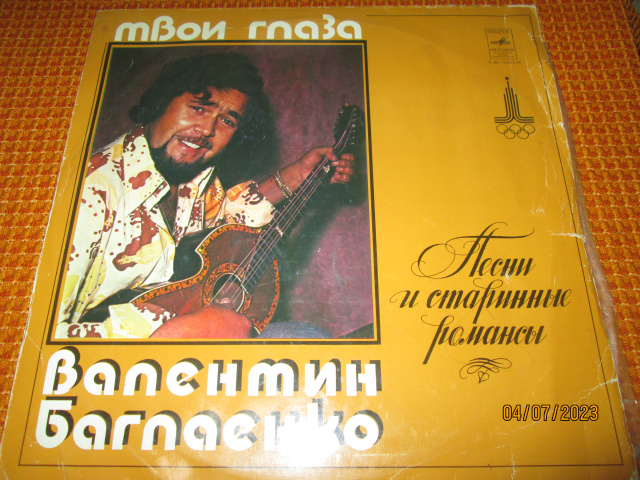 твои глаза
Песни
и старинные
романсы
Валентин
Баглаенко
04/07/2023